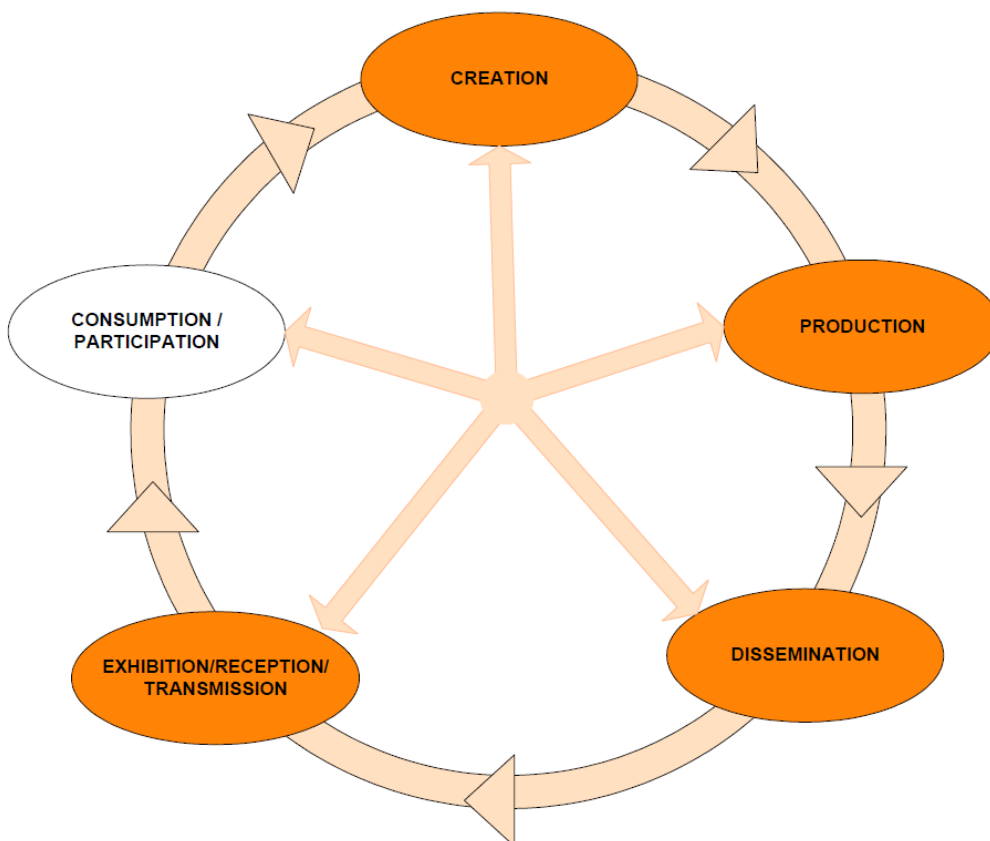 CREATION
PRODUCTION
CONSUMPTION /
PARTICIPATION
DISSEMINATION
EXHIBITION/RECEPTION/
TRANSMISSION